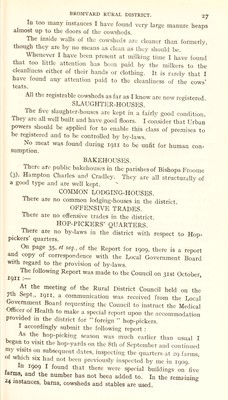 BROMYARD RURAL DISTRICT. 27
In too many instances I have found very large manure heaps
almost up to the doors of the cowsheds.
The inside walls of the cowsheds are cleaner than formerly,
though they are by no means as clean as they should be.
Whenever I have been present at milking time I have found
that too little attention has been paid by the milkers to the
cleanliness either of their hands or clothing. It is rarely that I
have found any attention paid to the cleanliness of the cows'
teats.
All the registrable cowsheds as far as I know are now registered.
SLAUGHTER-HOUSES.
The five slaughter-houses are kept in a fairly good condition.
They are all well built and have good floors. I consider that Urban
powers should be applied for to enable this class of premises to
be registered and to be controlled by by-laws.
No meat was found during 1911 to be unfit for human con-
sumption.
BAKEHOUSES.
There are public bakehouses in the parishes of Bishops Froome
(3), Hampton Charles and Cradley. They are all structurally of
a good type and are well kept.
COMMON LODGING-HOUSES.
There are no common lodging-houses in the district.
OFFENSIVE TRADES.
There are no offensive trades in the district.
HOP-PICKERS' QUARTERS.
There are no by-laws in the district with respect to Hop-
pickers' quarters.
On page 35, et seq., of the Report for 1909, there is a report
and copy of correspondence with the Local Government Board
with regard to the provision of by-laws.
The following Report was made to the Council on 31st October,
1911 :—
At the meeting of the Rural District Council held on the
7th Sept., 1911, a communication was received from the Local
Government Board requesting the Council to instruct the Medical
Officer of Health to make a special report upon the accommodation
provided in the district for "foreign" hop-pickers.
I accordingly submit the following report :
As the hop-picking season was much earlier than usual I
began to visit the hop-yards on the 8th of September and continued
my visits on subsequent dates, inspecting the quarters at 29 farms,
of which six had not been previously inspected by me in 1909.
In 1909 I found that there were special buildings on five
farms, and the number has not been added to. In the remaining
24 instances, barns, cowsheds and stables are used.